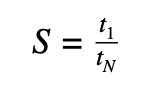 S = t₁ / t_N